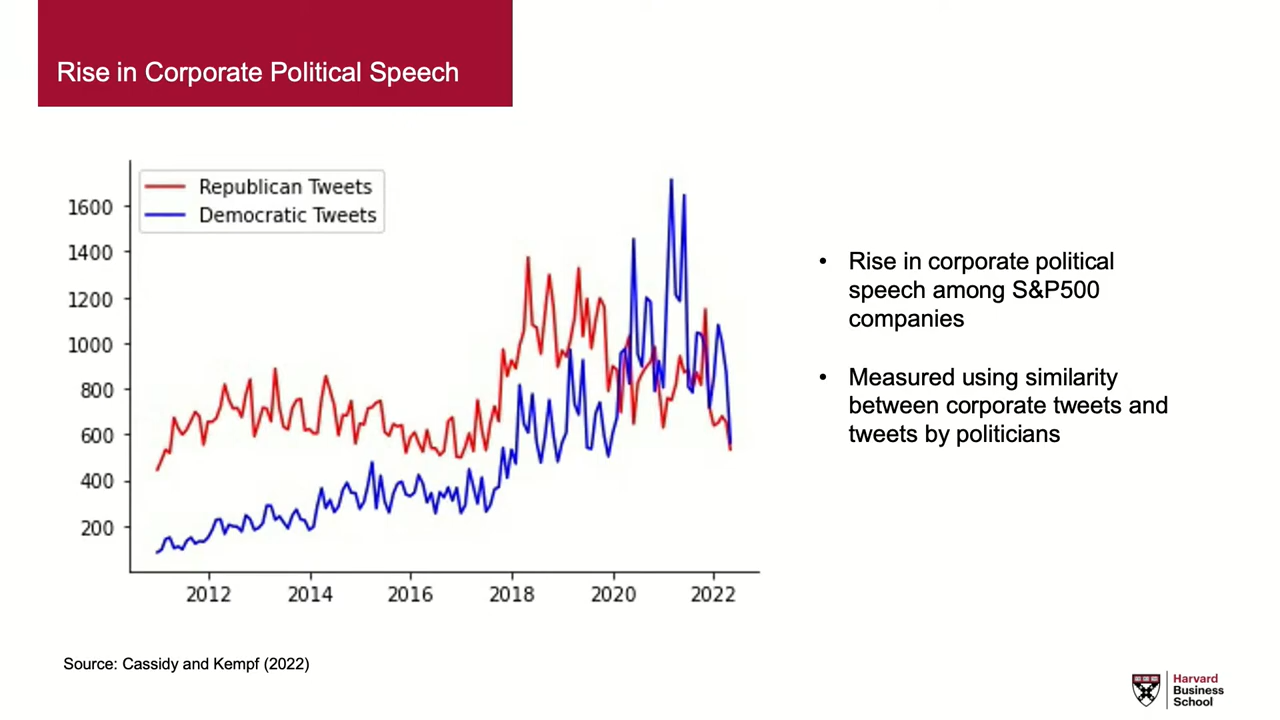 Rise in Corporate Political Speech
Republican Tweets
Democratic Tweets
1600
1400
1200
1000
800
600
400
200
2012 2014 2016 2018 2020 2022
• Rise in corporate political
speech among S&P500
companies
• Measured using similarity
between corporate tweets and
tweets by politicians
Source: Cassidy and Kempf (2022)
Harvard
Business
School